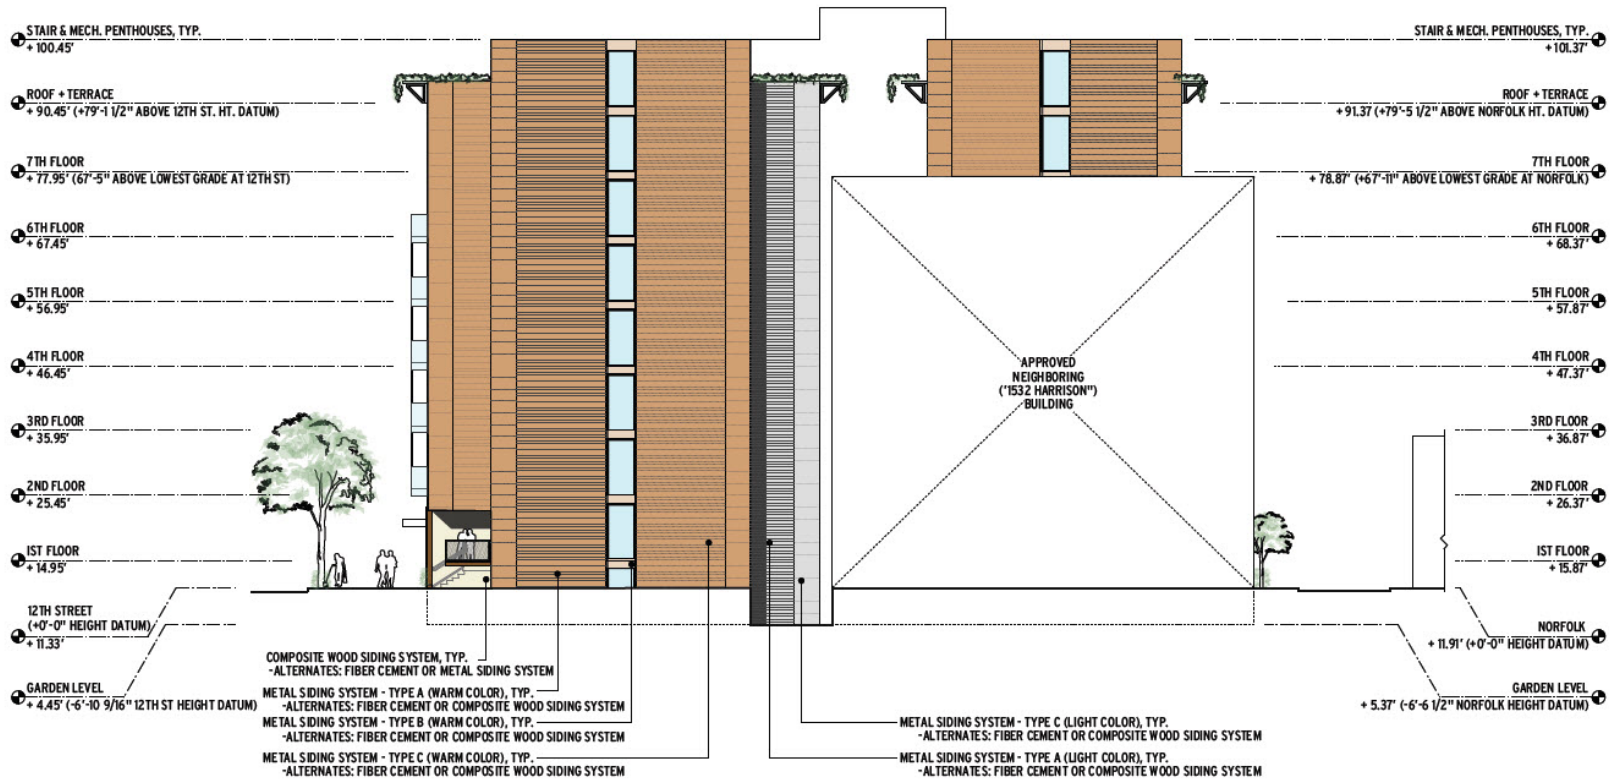 STAIR & MECH. PENTHOUSES, TYP.
+ 100.45'
ROOF + TERRACE
+ 90.45' (+79'-1 1/2" ABOVE 12TH ST. HT. DATUM)
7TH FLOOR
+ 77.95' (67'-5" ABOVE LOWEST GRADE AT 12TH ST)
6TH FLOOR
+ 67.45'
5TH FLOOR
+ 56.95'
4TH FLOOR
+ 46.45'
3RD FLOOR
+ 35.95'
2ND FLOOR
+ 25.45'
1ST FLOOR
+ 14.95'
12TH STREET
(+0'-0" HEIGHT DATUM)
+ 11.33'
GARDEN LEVEL
+ 4.45' (-6'-10 9/16" 12TH ST HEIGHT DATUM)
COMPOSITE WOOD SIDING SYSTEM, TYP.
-ALTERNATES: FIBER CEMENT OR METAL SIDING SYSTEM
METAL SIDING SYSTEM - TYPE A (WARM COLOR), TYP.
-ALTERNATES: FIBER CEMENT OR COMPOSITE WOOD SIDING SYSTEM
METAL SIDING SYSTEM - TYPE B (WARM COLOR), TYP.
-ALTERNATES: FIBER CEMENT OR COMPOSITE WOOD SIDING SYSTEM
METAL SIDING SYSTEM - TYPE C (WARM COLOR), TYP.
-ALTERNATES: FIBER CEMENT OR COMPOSITE WOOD SIDING SYSTEM
APPROVED
NEIGHBORING
("1532 HARRISON")
BUILDING
METAL SIDING SYSTEM - TYPE C (LIGHT COLOR), TYP.
-ALTERNATES: FIBER CEMENT OR COMPOSITE WOOD SIDING SYSTEM
METAL SIDING SYSTEM - TYPE A (LIGHT COLOR), TYP.
-ALTERNATES: FIBER CEMENT OR COMPOSITE WOOD SIDING SYSTEM
STAIR & MECH. PENTHOUSES, TYP.
+ 101.37'
ROOF + TERRACE
+ 91.37 (+79'-5 1/2" ABOVE NORFOLK HT. DATUM)
7TH FLOOR
+ 78.87' (+67'-11" ABOVE LOWEST GRADE AT NORFOLK)
6TH FLOOR
+ 68.37'
5TH FLOOR
+ 57.87'
4TH FLOOR
+ 47.37'
3RD FLOOR
+ 36.87'
2ND FLOOR
+ 26.37'
1ST FLOOR
+ 15.87'
NORFOLK
+ 11.91' (+0'-0" HEIGHT DATUM)
GARDEN LEVEL
+ 5.37' (-6'-6 1/2" NORFOLK HEIGHT DATUM)